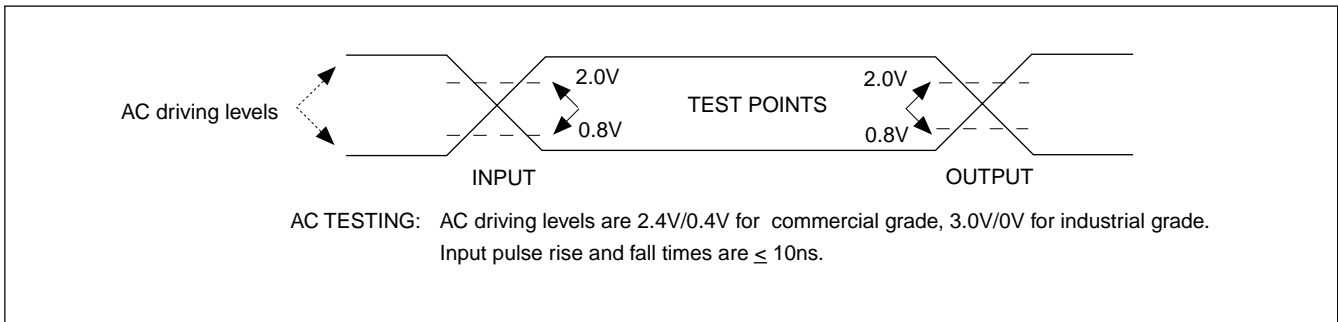 2.0V
2.0V
AC driving levels
TEST POINTS
0.8V
0.8V
INPUT
OUTPUT
AC TESTING: AC driving levels are 2.4V/0.4V for commercial grade, 3.0V/0V for industrial grade.
Input pulse rise and fall times are ≤ 10ns.